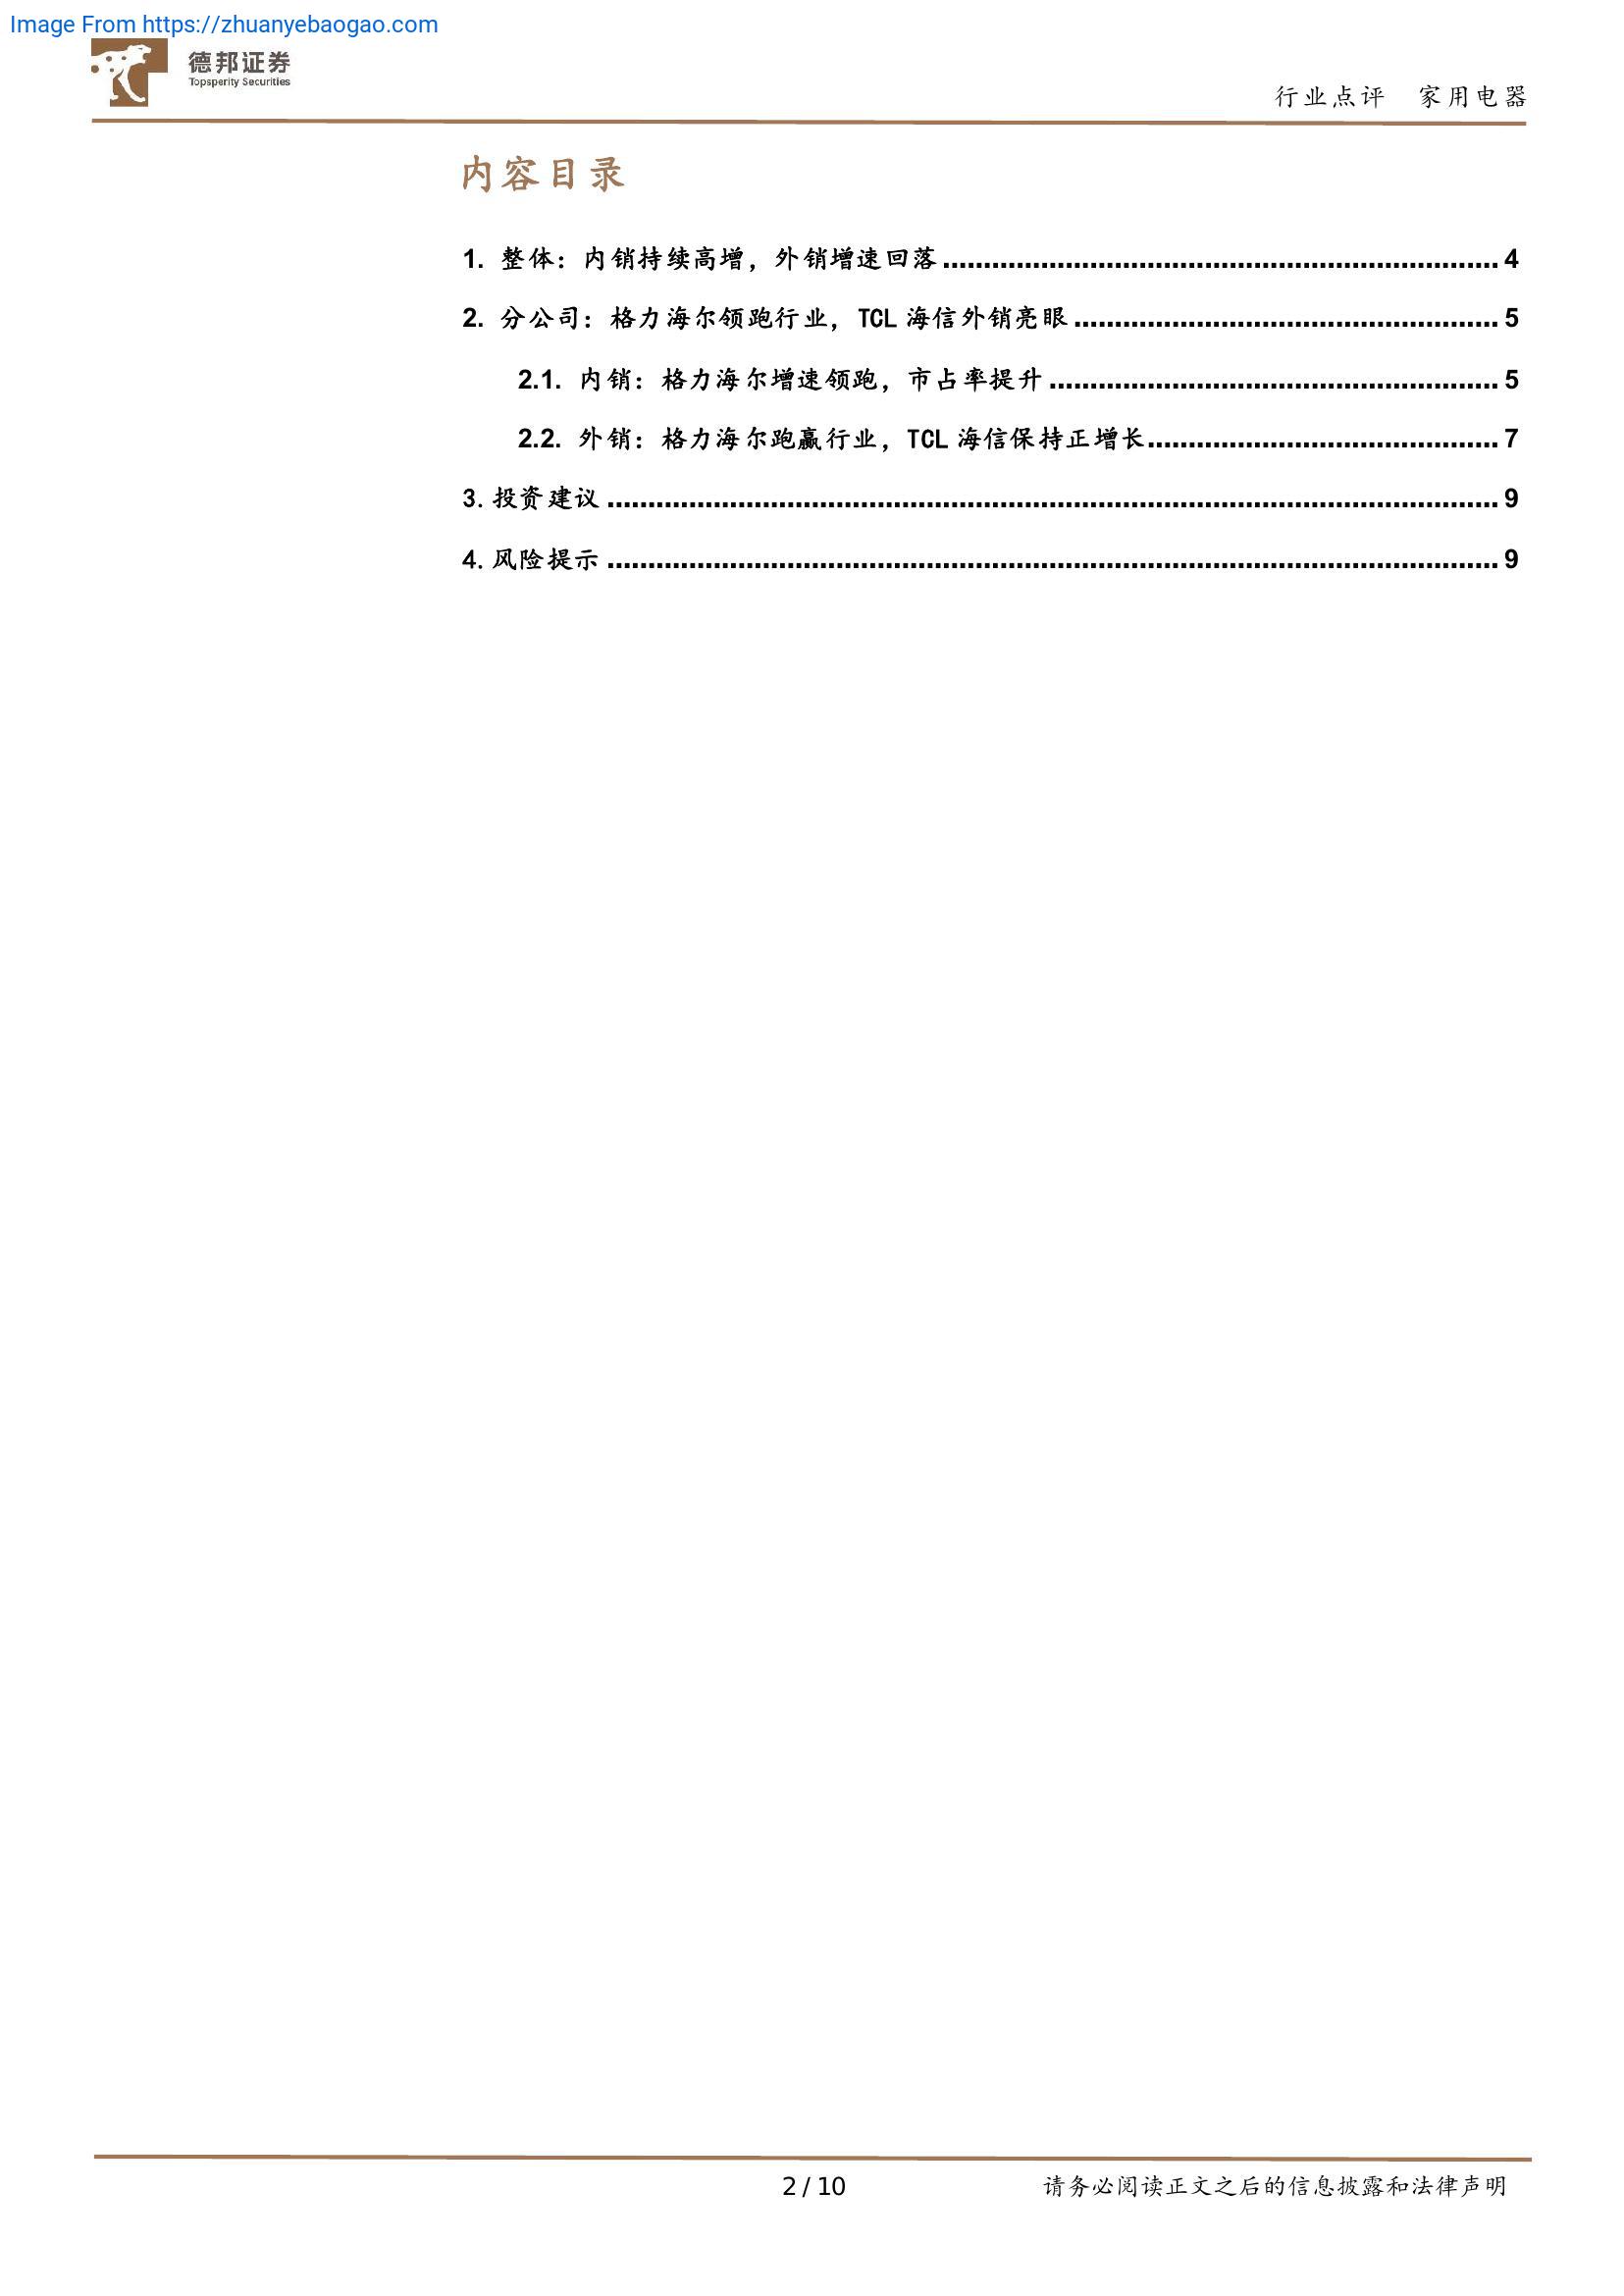 Image From https://zhuanyebaogao.com
德邦证券
Topsperity Securities
行业点评 家用电器
内容目录
1. 整体：内销持续高增，外销增速回落 4
2. 分公司：格力海尔领跑行业，TCL 海信外销亮眼 5
2.1. 内销：格力海尔增速领跑，市占率提升 5
2.2. 外销：格力海尔跑赢行业，TCL 海信保持正增长 7
3. 投资建议 9
4. 风险提示 9
2 / 10
请务必阅读正文之后的信息披露和法律声明